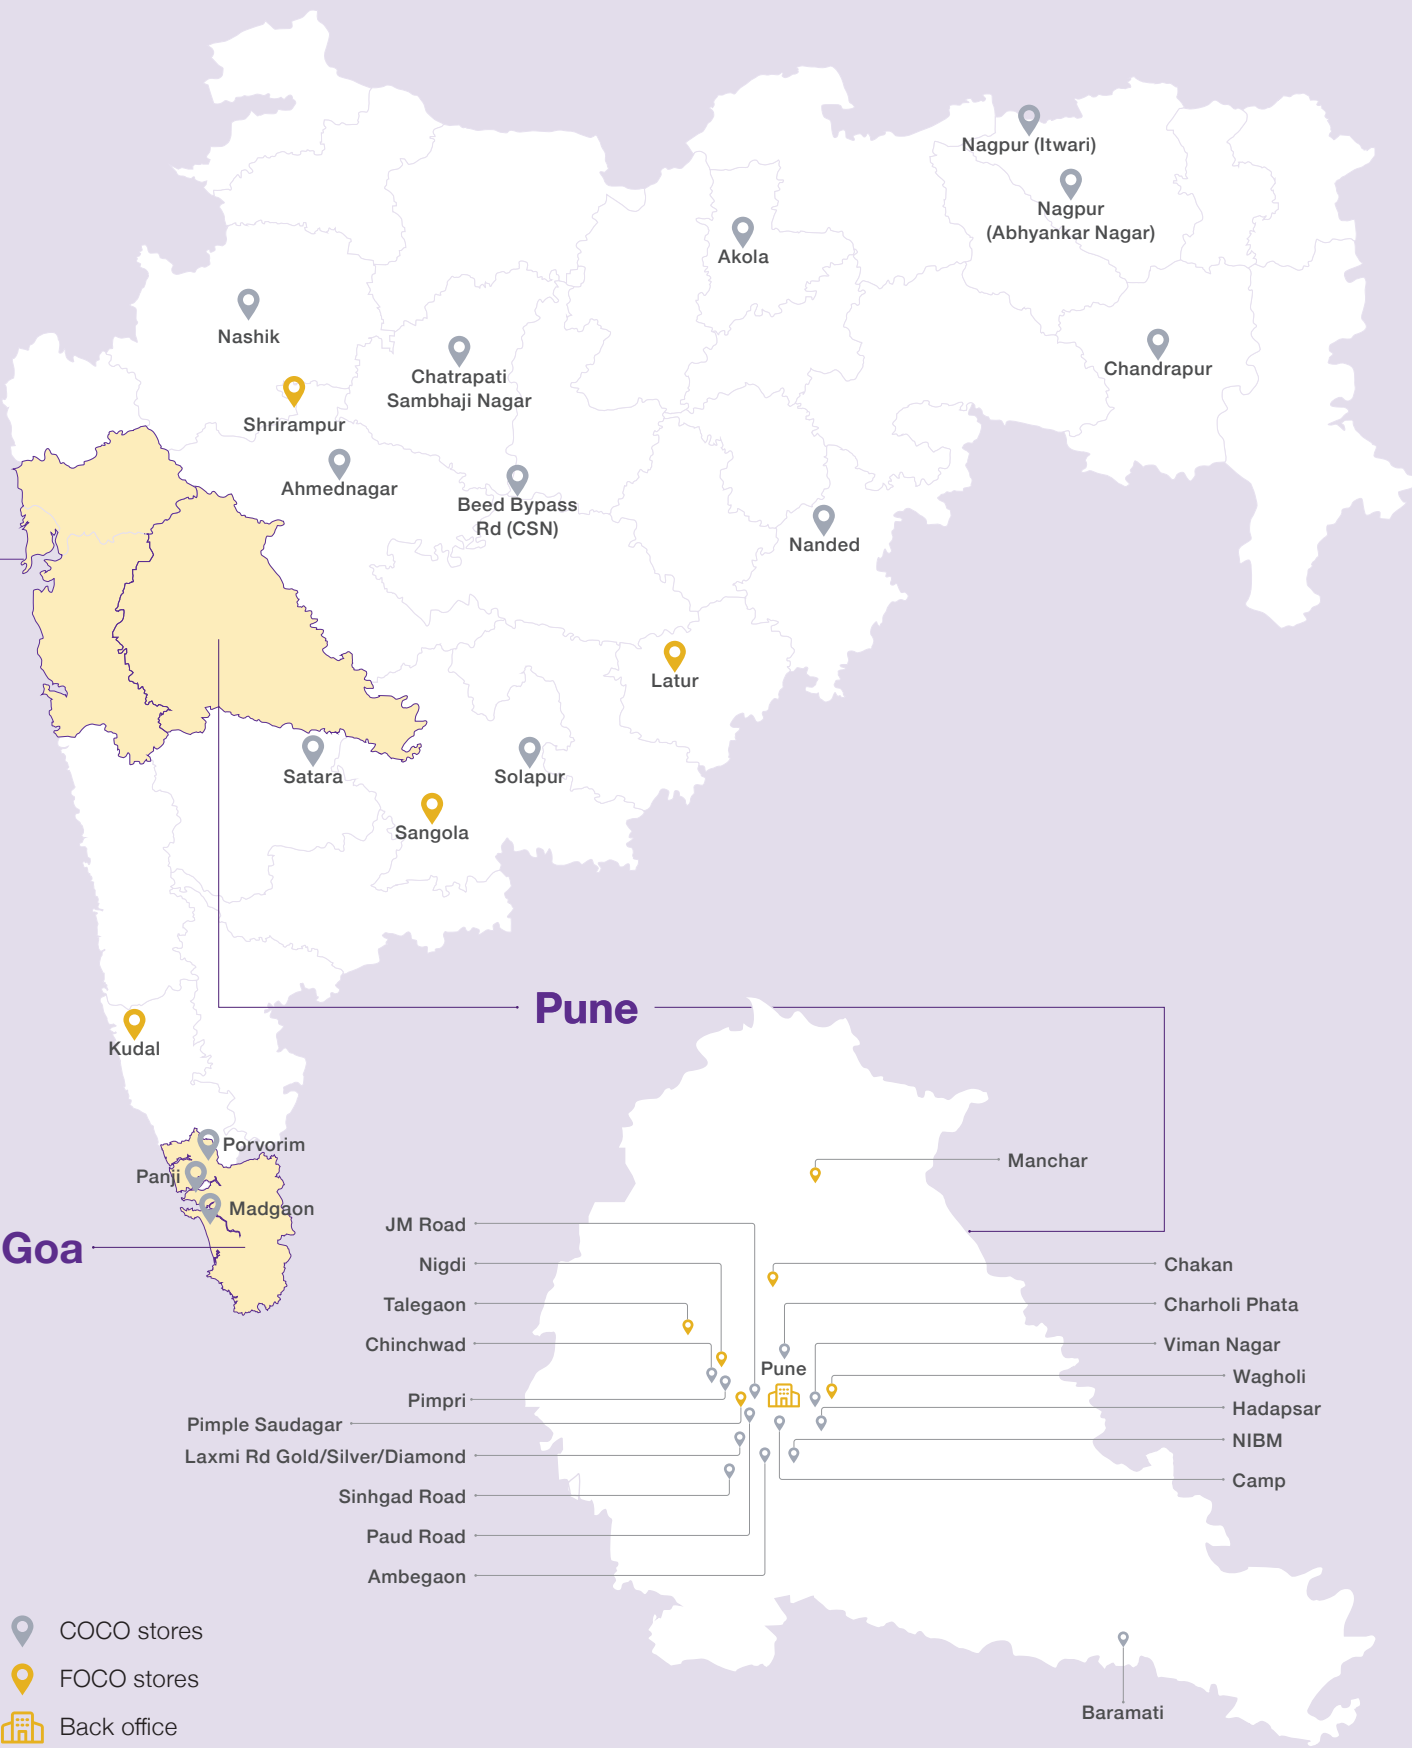 Nagpur (Itwari)
Nagpur
(Abhyankar Nagar)
Akola
Nashik
Chatrapati
Sambhaji Nagar
Chandrapur
Shrirampur
Ahmednagar
Beed Bypass
Rd (CSN)
Nanded
Latur
Satara
Solapur
Sangola
Pune
Kudal
Porvorim
Panji
Madgaon
Goa
Manchar
JM Road
Nigdi
Talegaon
Chinchwad
Pimpri
Pimple Saudagar
Laxmi Rd Gold/Silver/Diamond
Sinhgad Road
Paud Road
Ambegaon
Chakan
Charholi Phata
Viman Nagar
Pune
Wagholi
Hadapsar
NIBM
Camp
Baramati
COCO stores
FOCO stores
Back office